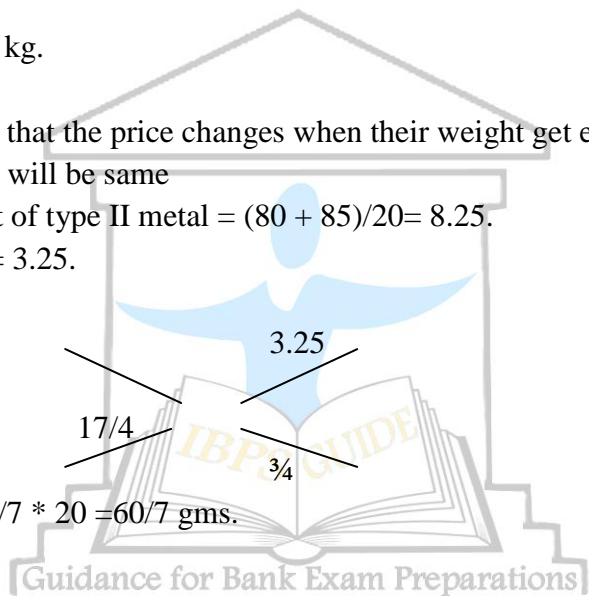 kg.
that the price changes when their weight get e
will be same
t of type II metal = (80 + 85)/20= 8.25.
= 3.25.
3.25
17/4
IBPS GUIDE
¾
/7 * 20 =60/7 gms.
[Guidance for Bank Exam Preparations]